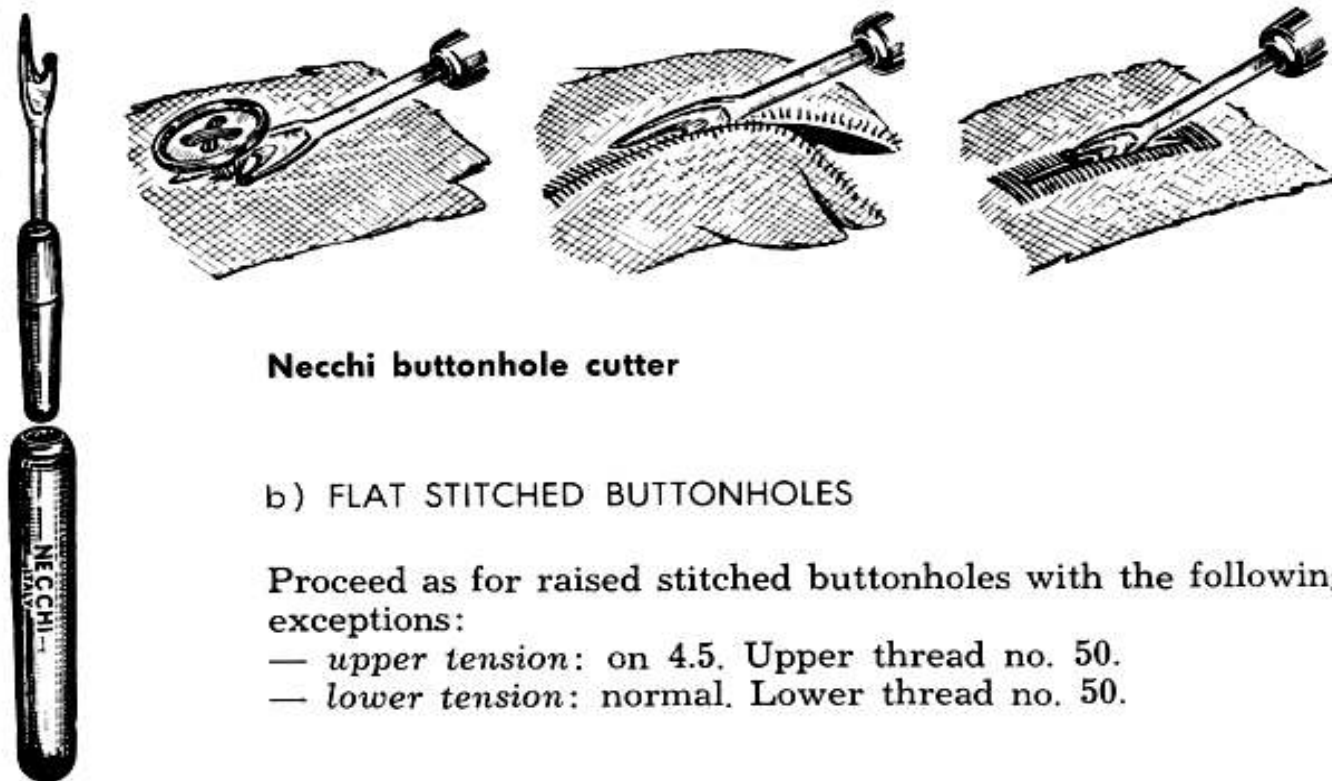 Necchi buttonhole cutter
b) FLAT STITCHED BUTTONHOLES
Proceed as for raised stitched buttonholes with the following
exceptions:
— upper tension: on 4.5. Upper thread no. 50.
— lower tension: normal. Lower thread no. 50.
NECCHI
ITALY